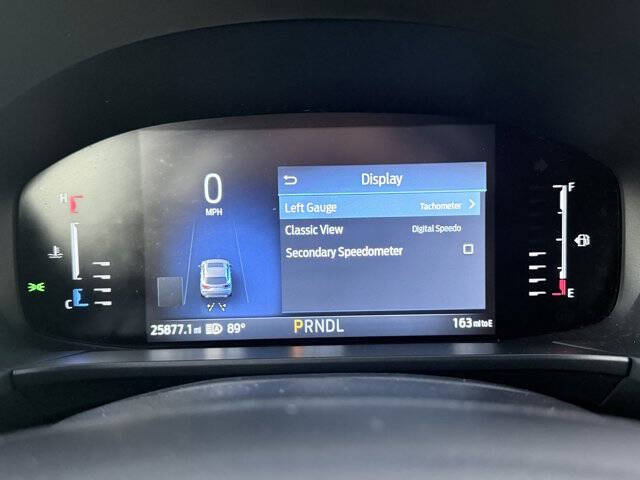 Display
H
F
0
MPH
Left Gauge Tachometer
Classic View Digital Speedo
Secondary Speedometer
C
E
25877.1 mi 89° PRNDL 163 mi to E